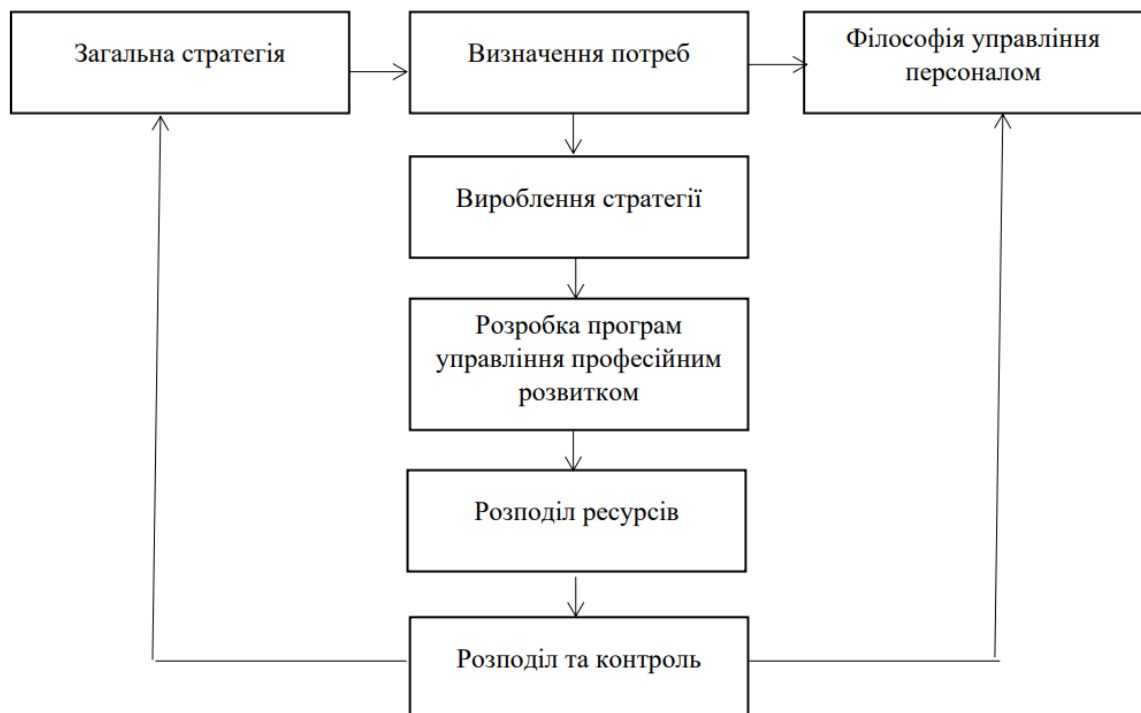 Загальна стратегія
Визначення потреб
Філософія управління
персоналом
Вироблення стратегії
Розробка програм
управління професійним
розвитком
Розподіл ресурсів
Розподіл та контроль